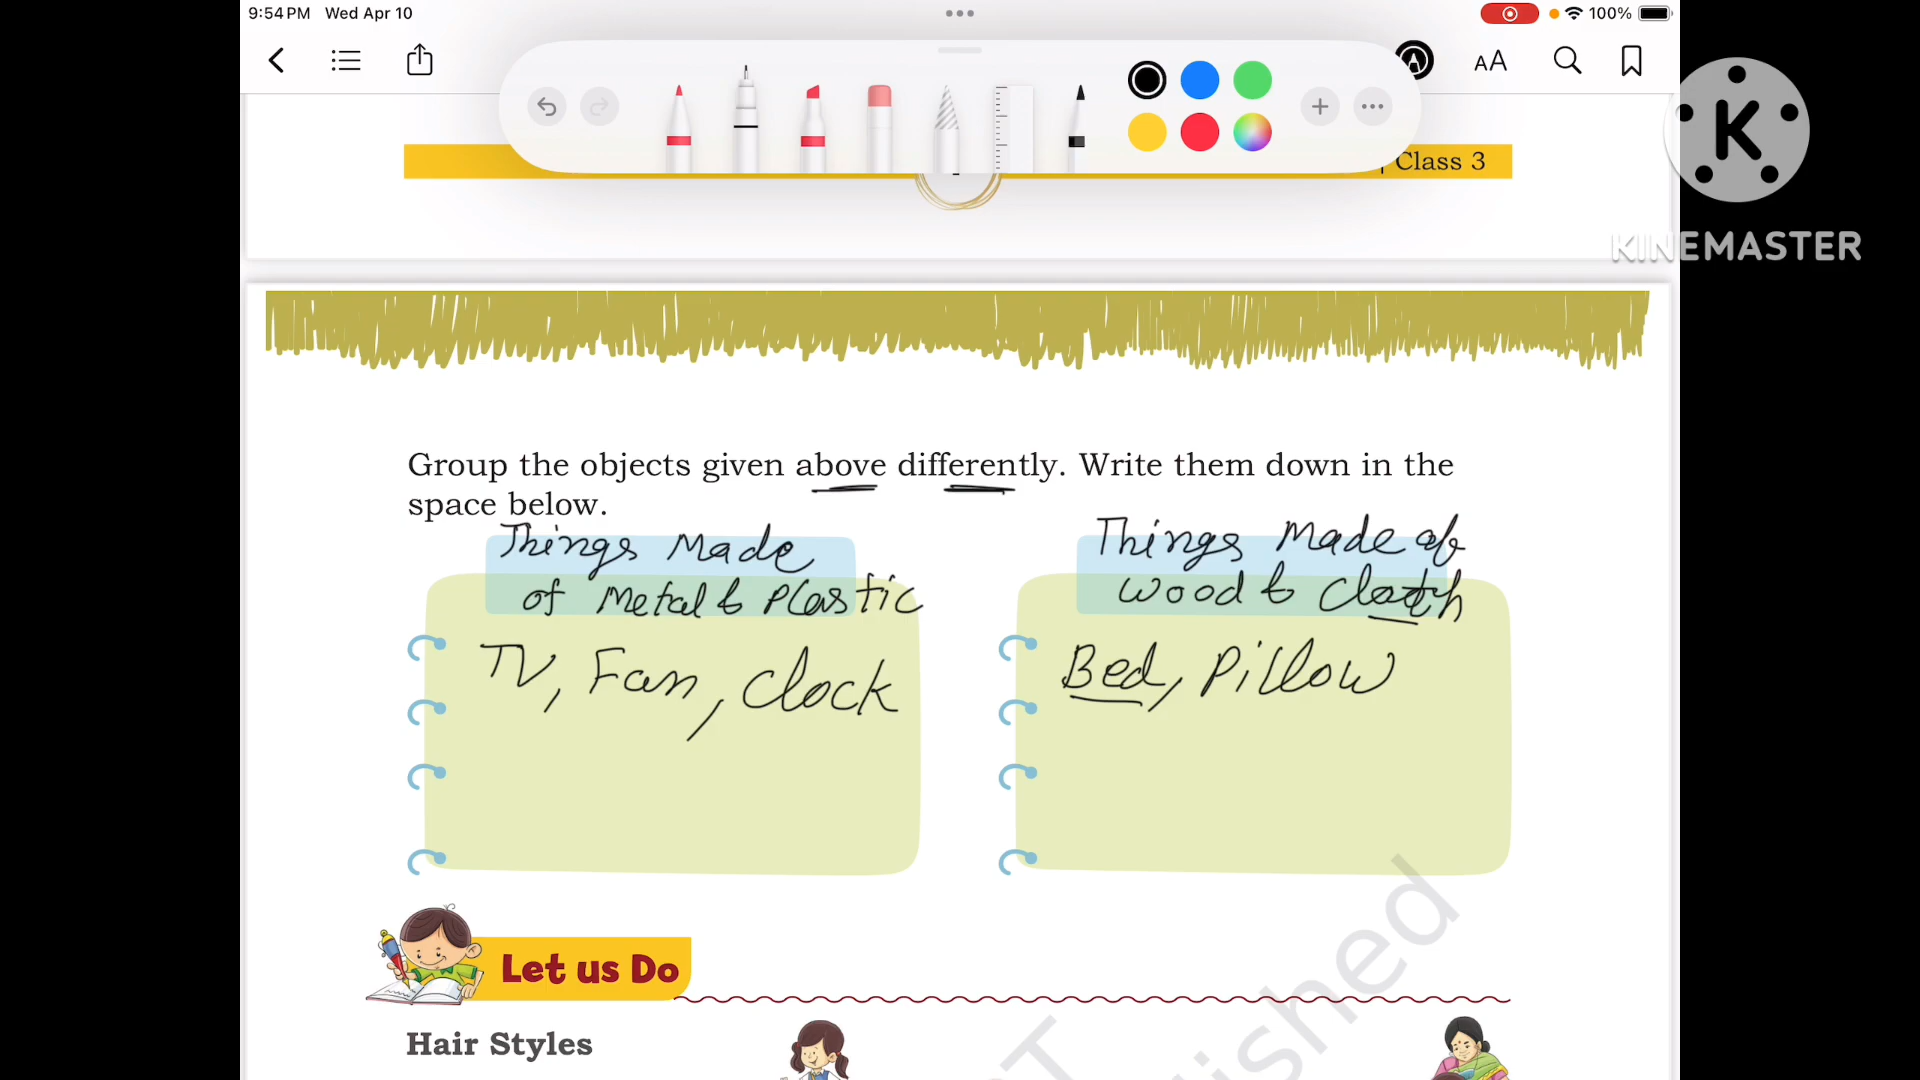 9:54 PM Wed Apr 10 100%
AA
Class 3
K
KINEMASTER
Group the objects given above differently. Write them down in the
space below.
Things Made
of Metal & Plastic
TV, Fan, Clock
Things Made of
Wood & Cloth
Bed, Pillow
Let us Do
Hair Styles